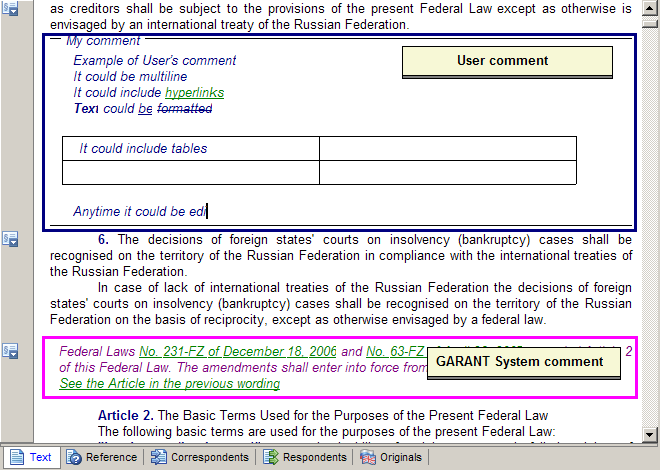 as creditors shall be subject to the provisions of the present Federal Law except as otherwise is
envisaged by an international treaty of the Russian Federation.
My comment
Example of User's comment
User comment
It could be multiline
It could include hyperlinks
Text could be formatted
It could include tables
Anytime it could be edi
6. The decisions of foreign states' courts on insolvency (bankruptcy) cases shall be
recognised on the territory of the Russian Federation in compliance with the international treaties of
the Russian Federation.
In case of lack of international treaties of the Russian Federation the decisions of foreign
states' courts on insolvency (bankruptcy) cases shall be recognised on the territory of the Russian
Federation on the basis of reciprocity, except as otherwise envisaged by a federal law.
Federal Laws No. 231-FZ of December 18, 2006 and No. 63-FZ 2
of this Federal Law. The amendments shall enter into force from
GARANT System comment
See the Article in the previous wording
Article 2. The Basic Terms Used for the Purposes of the Present Federal Law
The following basic terms are used for the purposes of the present Federal Law:
Text Reference Correspondents Respondents Originals